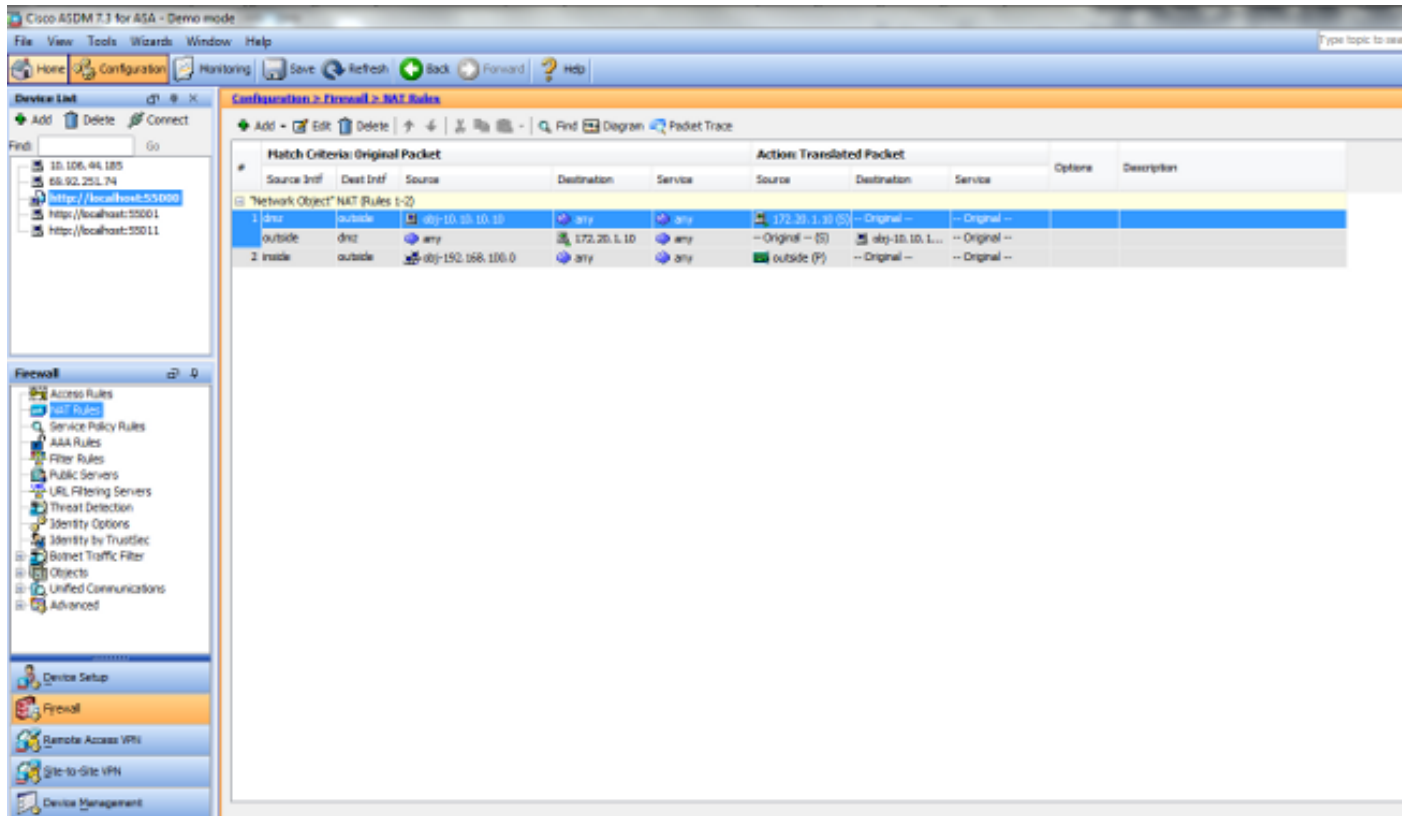 Cisco ASDM 7.3 for ASA - Demo mode
File View Tools Wizards Window Help
Type topic to sea
Home Configuration Monitoring Save Refresh Back Forward Help
Device List
Add Delete Connect
Find: Go
10.106.44.185
68.92.251.74
http://localhost:55000
http://localhost:55001
http://localhost:55011
Configuration > Firewall > NAT Rules
Add Edit Delete Find Diagram Packet Trace
# Match Criteria: Original Packet Action: Translated Packet Options Description
Source Intf Dest Intf Source Destination Service Source Destination Service
"Network Object" NAT (Rules 1-2)
1 dmz outside obj-10.10.10.10 any any 172.20.1.10 (S) -- Original -- -- Original --
outside dmz any 172.20.1.10 any -- Original -- (S) obj-10.10.1... -- Original --
2 inside outside obj-192.168.100.0 any any outside (P) -- Original -- -- Original --
Firewall
Access Rules
NAT Rules
Service Policy Rules
AAA Rules
Filter Rules
Public Servers
URL Filtering Servers
Threat Detection
Identity Options
Identity by TrustSec
Botnet Traffic Filter
Objects
Unified Communications
Advanced
Device Setup
Firewall
Remote Access VPN
Site-to-Site VPN
Device Management